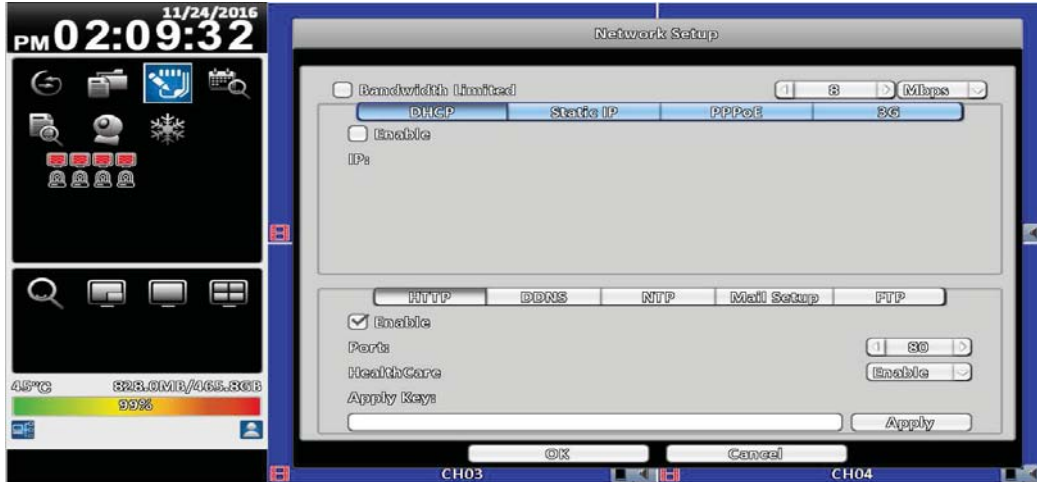 11/24/2016
PM 02:09:32
45°C 828.0MB/465.8GB
99%
Network Setup
Bandwidth Limited 8 Mbps
DHCP Static IP PPPoE 3G
Enable
IP:
HTTP DDNS NTP Mail Setup FTP
Enable
Port: 80
HealthCare Enable
Apply Key:
Apply
OK Cancel
CH03 CH04